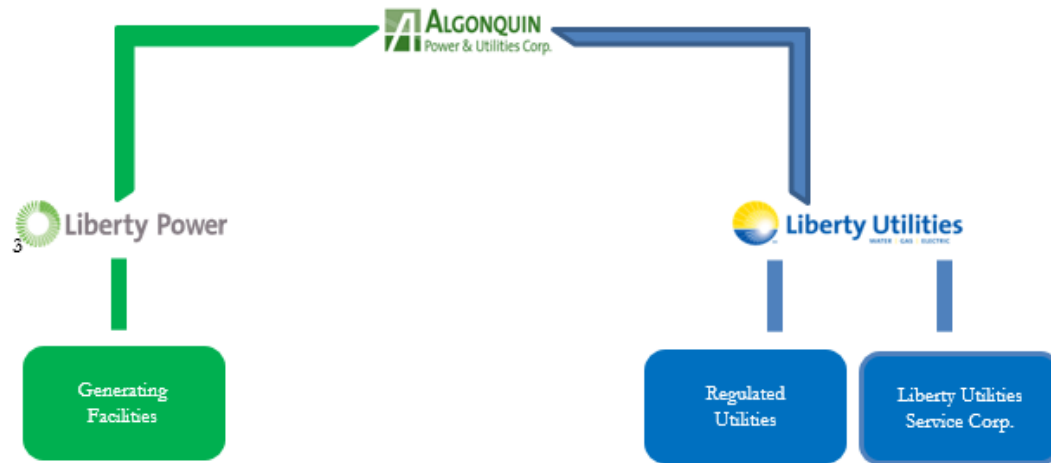 ALGONQUIN
Power & Utilities Corp.
Liberty Power
3
Liberty Utilities
WATER GAS ELECTRIC
Generating
Facilities
Regulated
Utilities
Liberty Utilities
Service Corp.